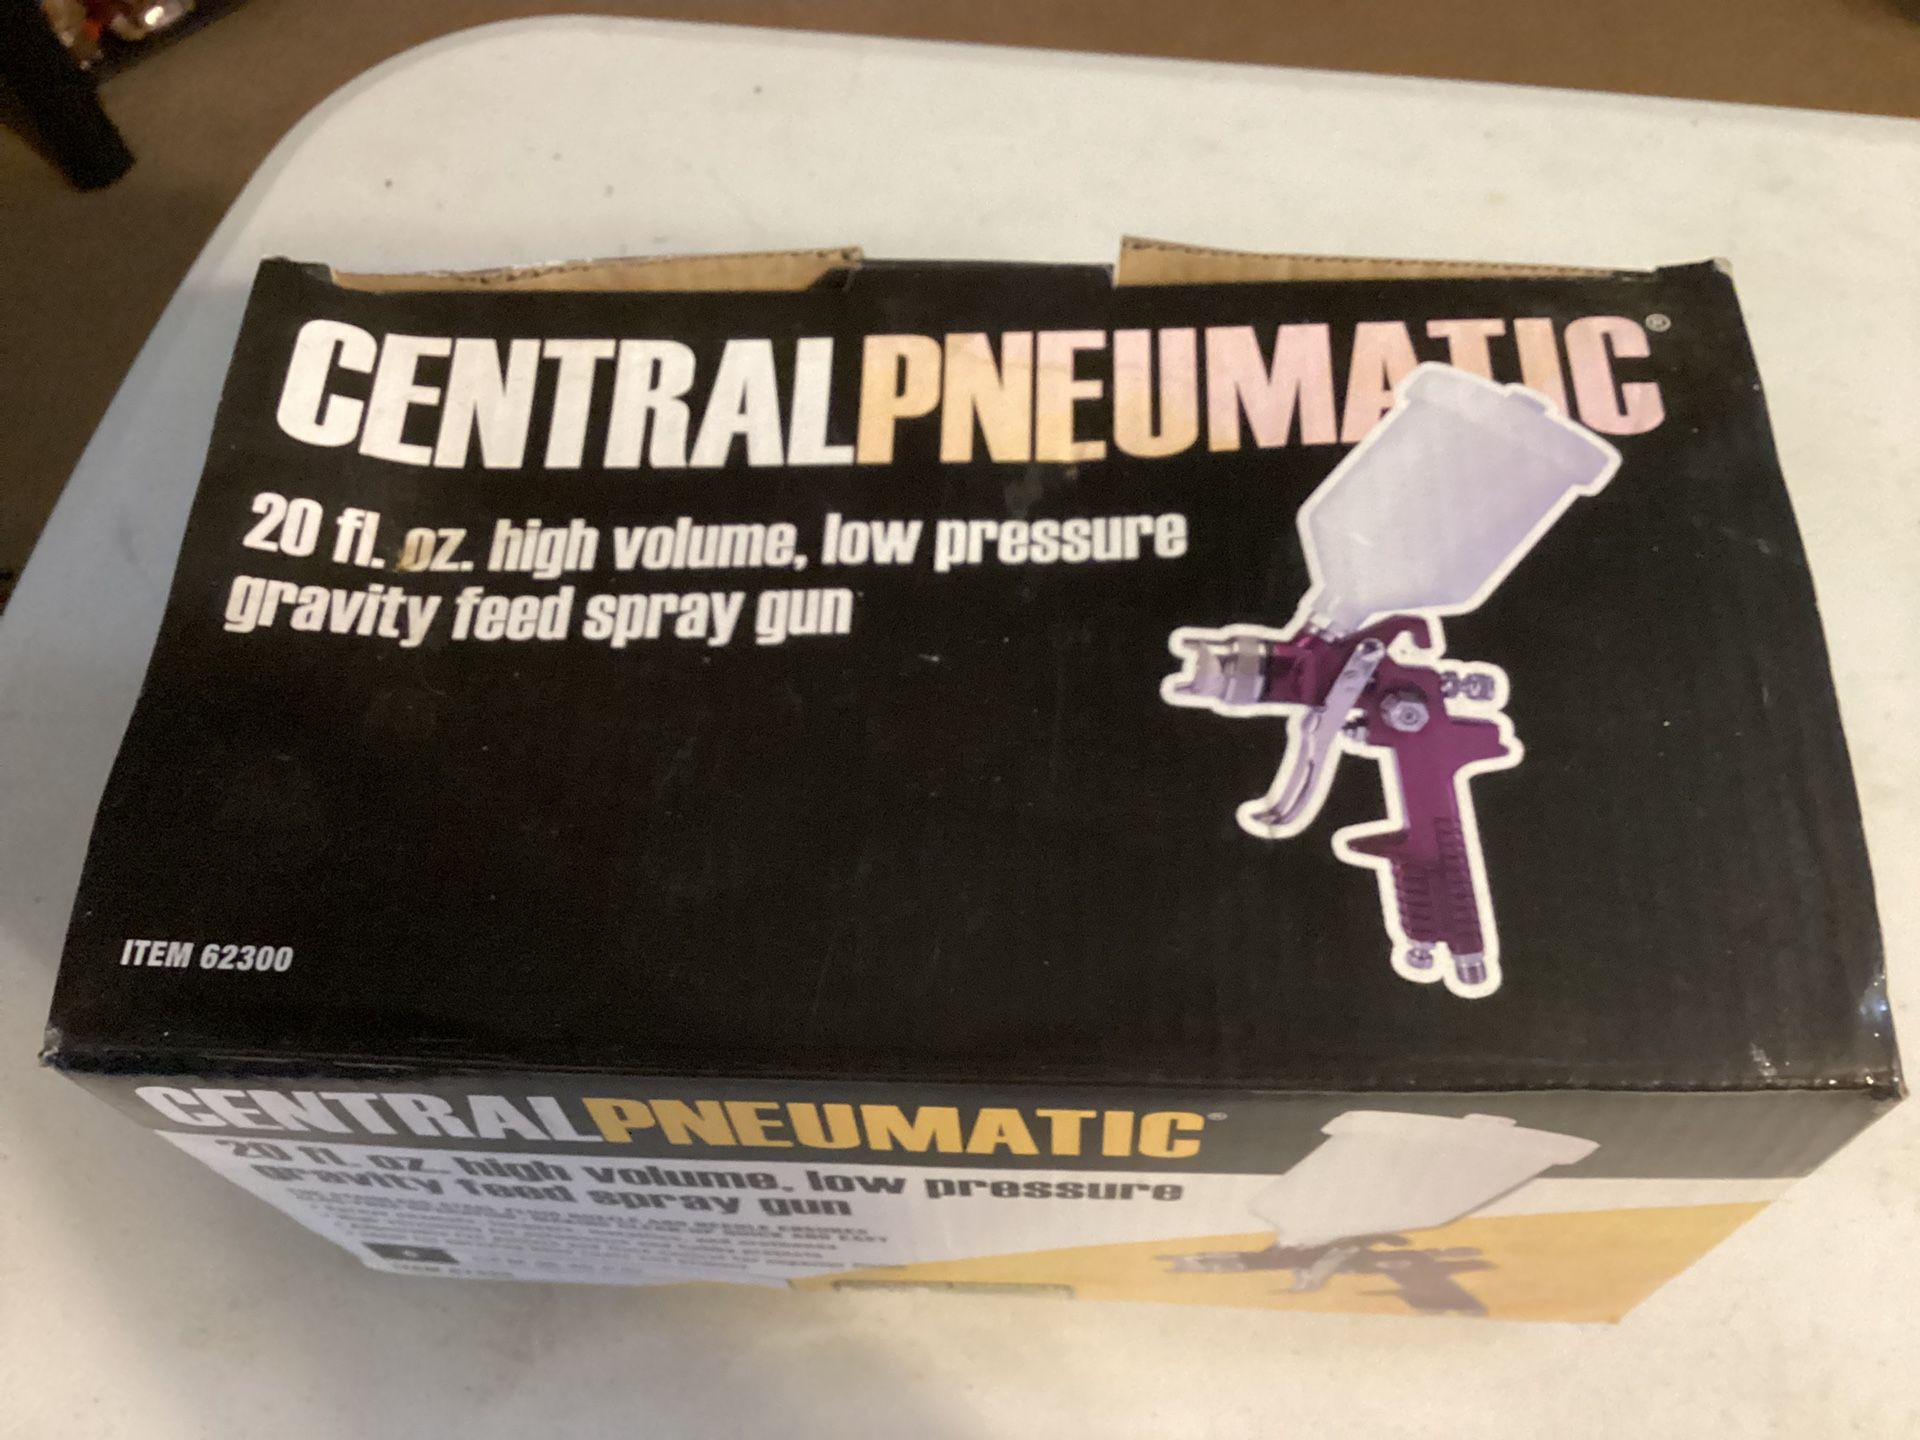 CENTRALPNEUMATIC®
20 fl. oz. high volume, low pressure
gravity feed spray gun
ITEM 62300
CENTRALPNEUMATIC®
20 fl. oz. high volume, low pressure
gravity feed spray gun